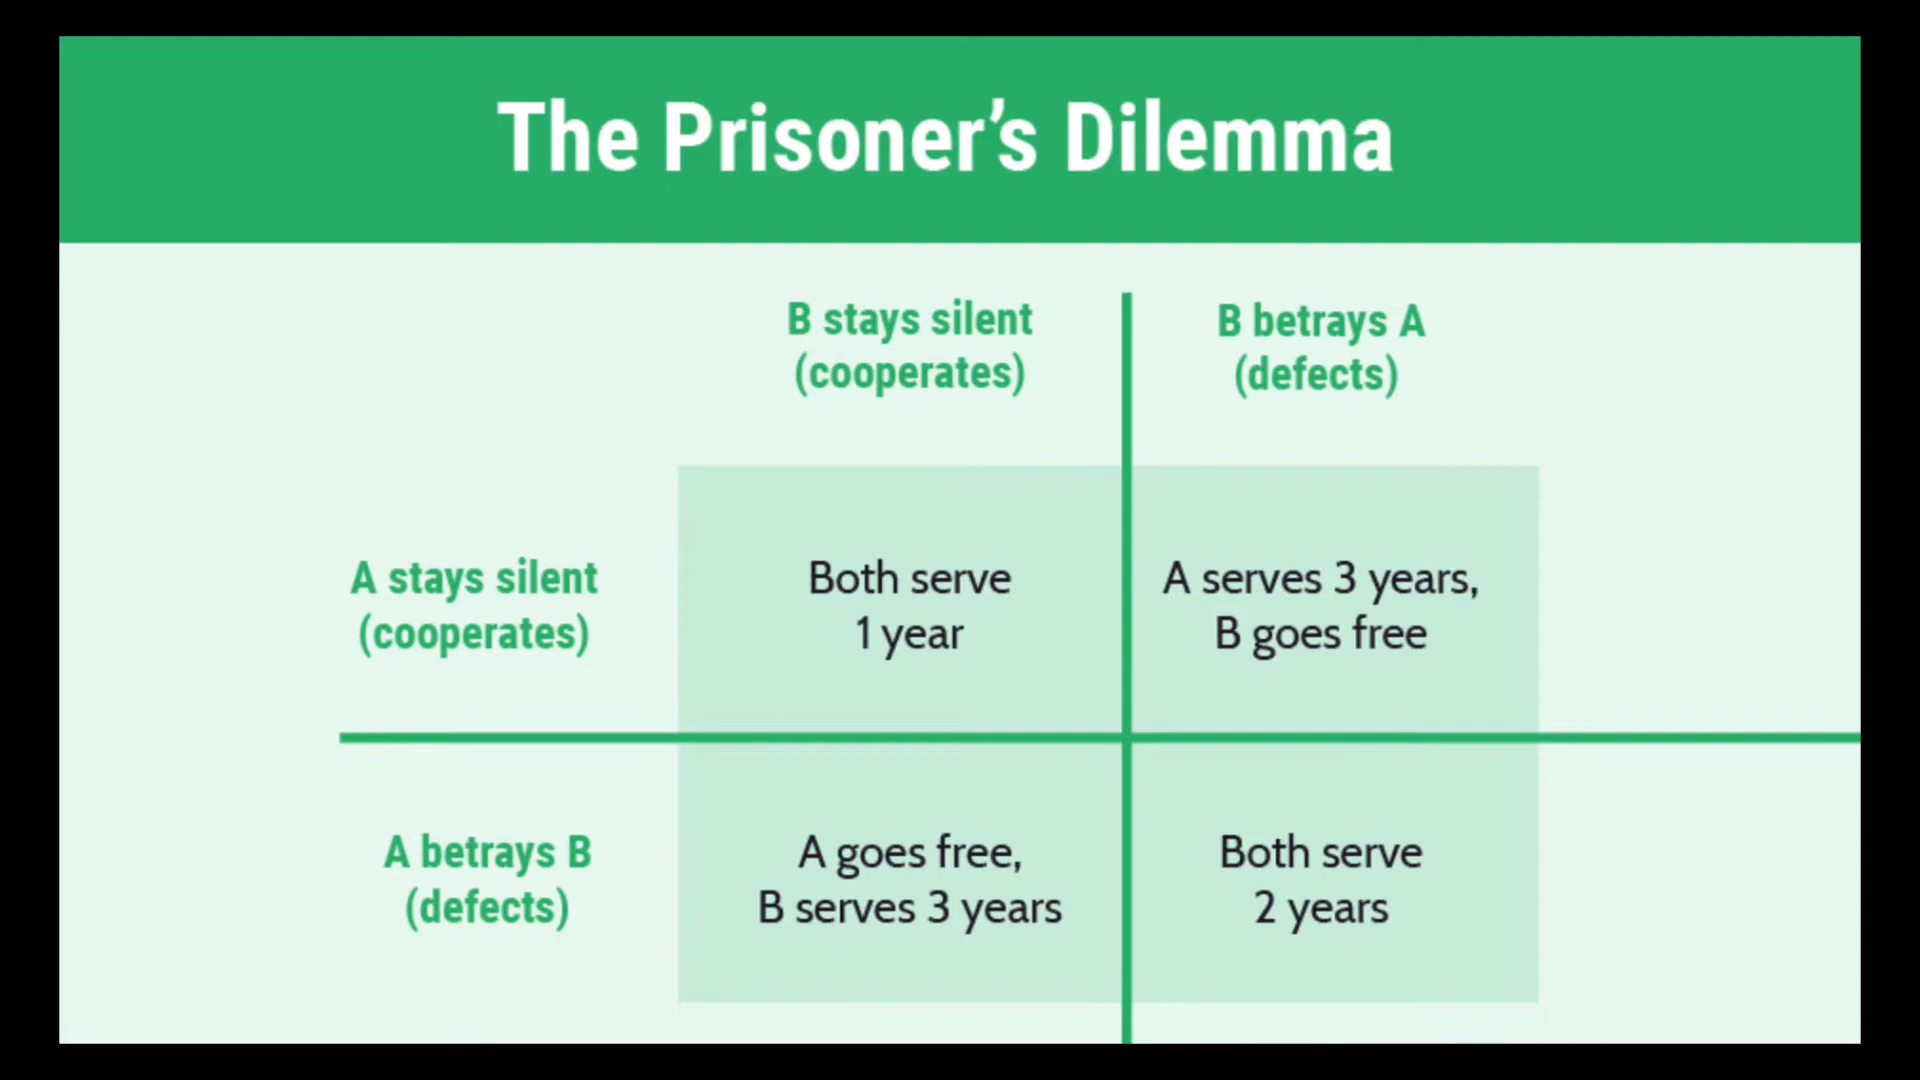 The Prisoner’s Dilemma
B stays silent
(cooperates)
B betrays A
(defects)
A stays silent
(cooperates)
Both serve
1 year
A serves 3 years,
B goes free
A betrays B
(defects)
A goes free,
B serves 3 years
Both serve
2 years